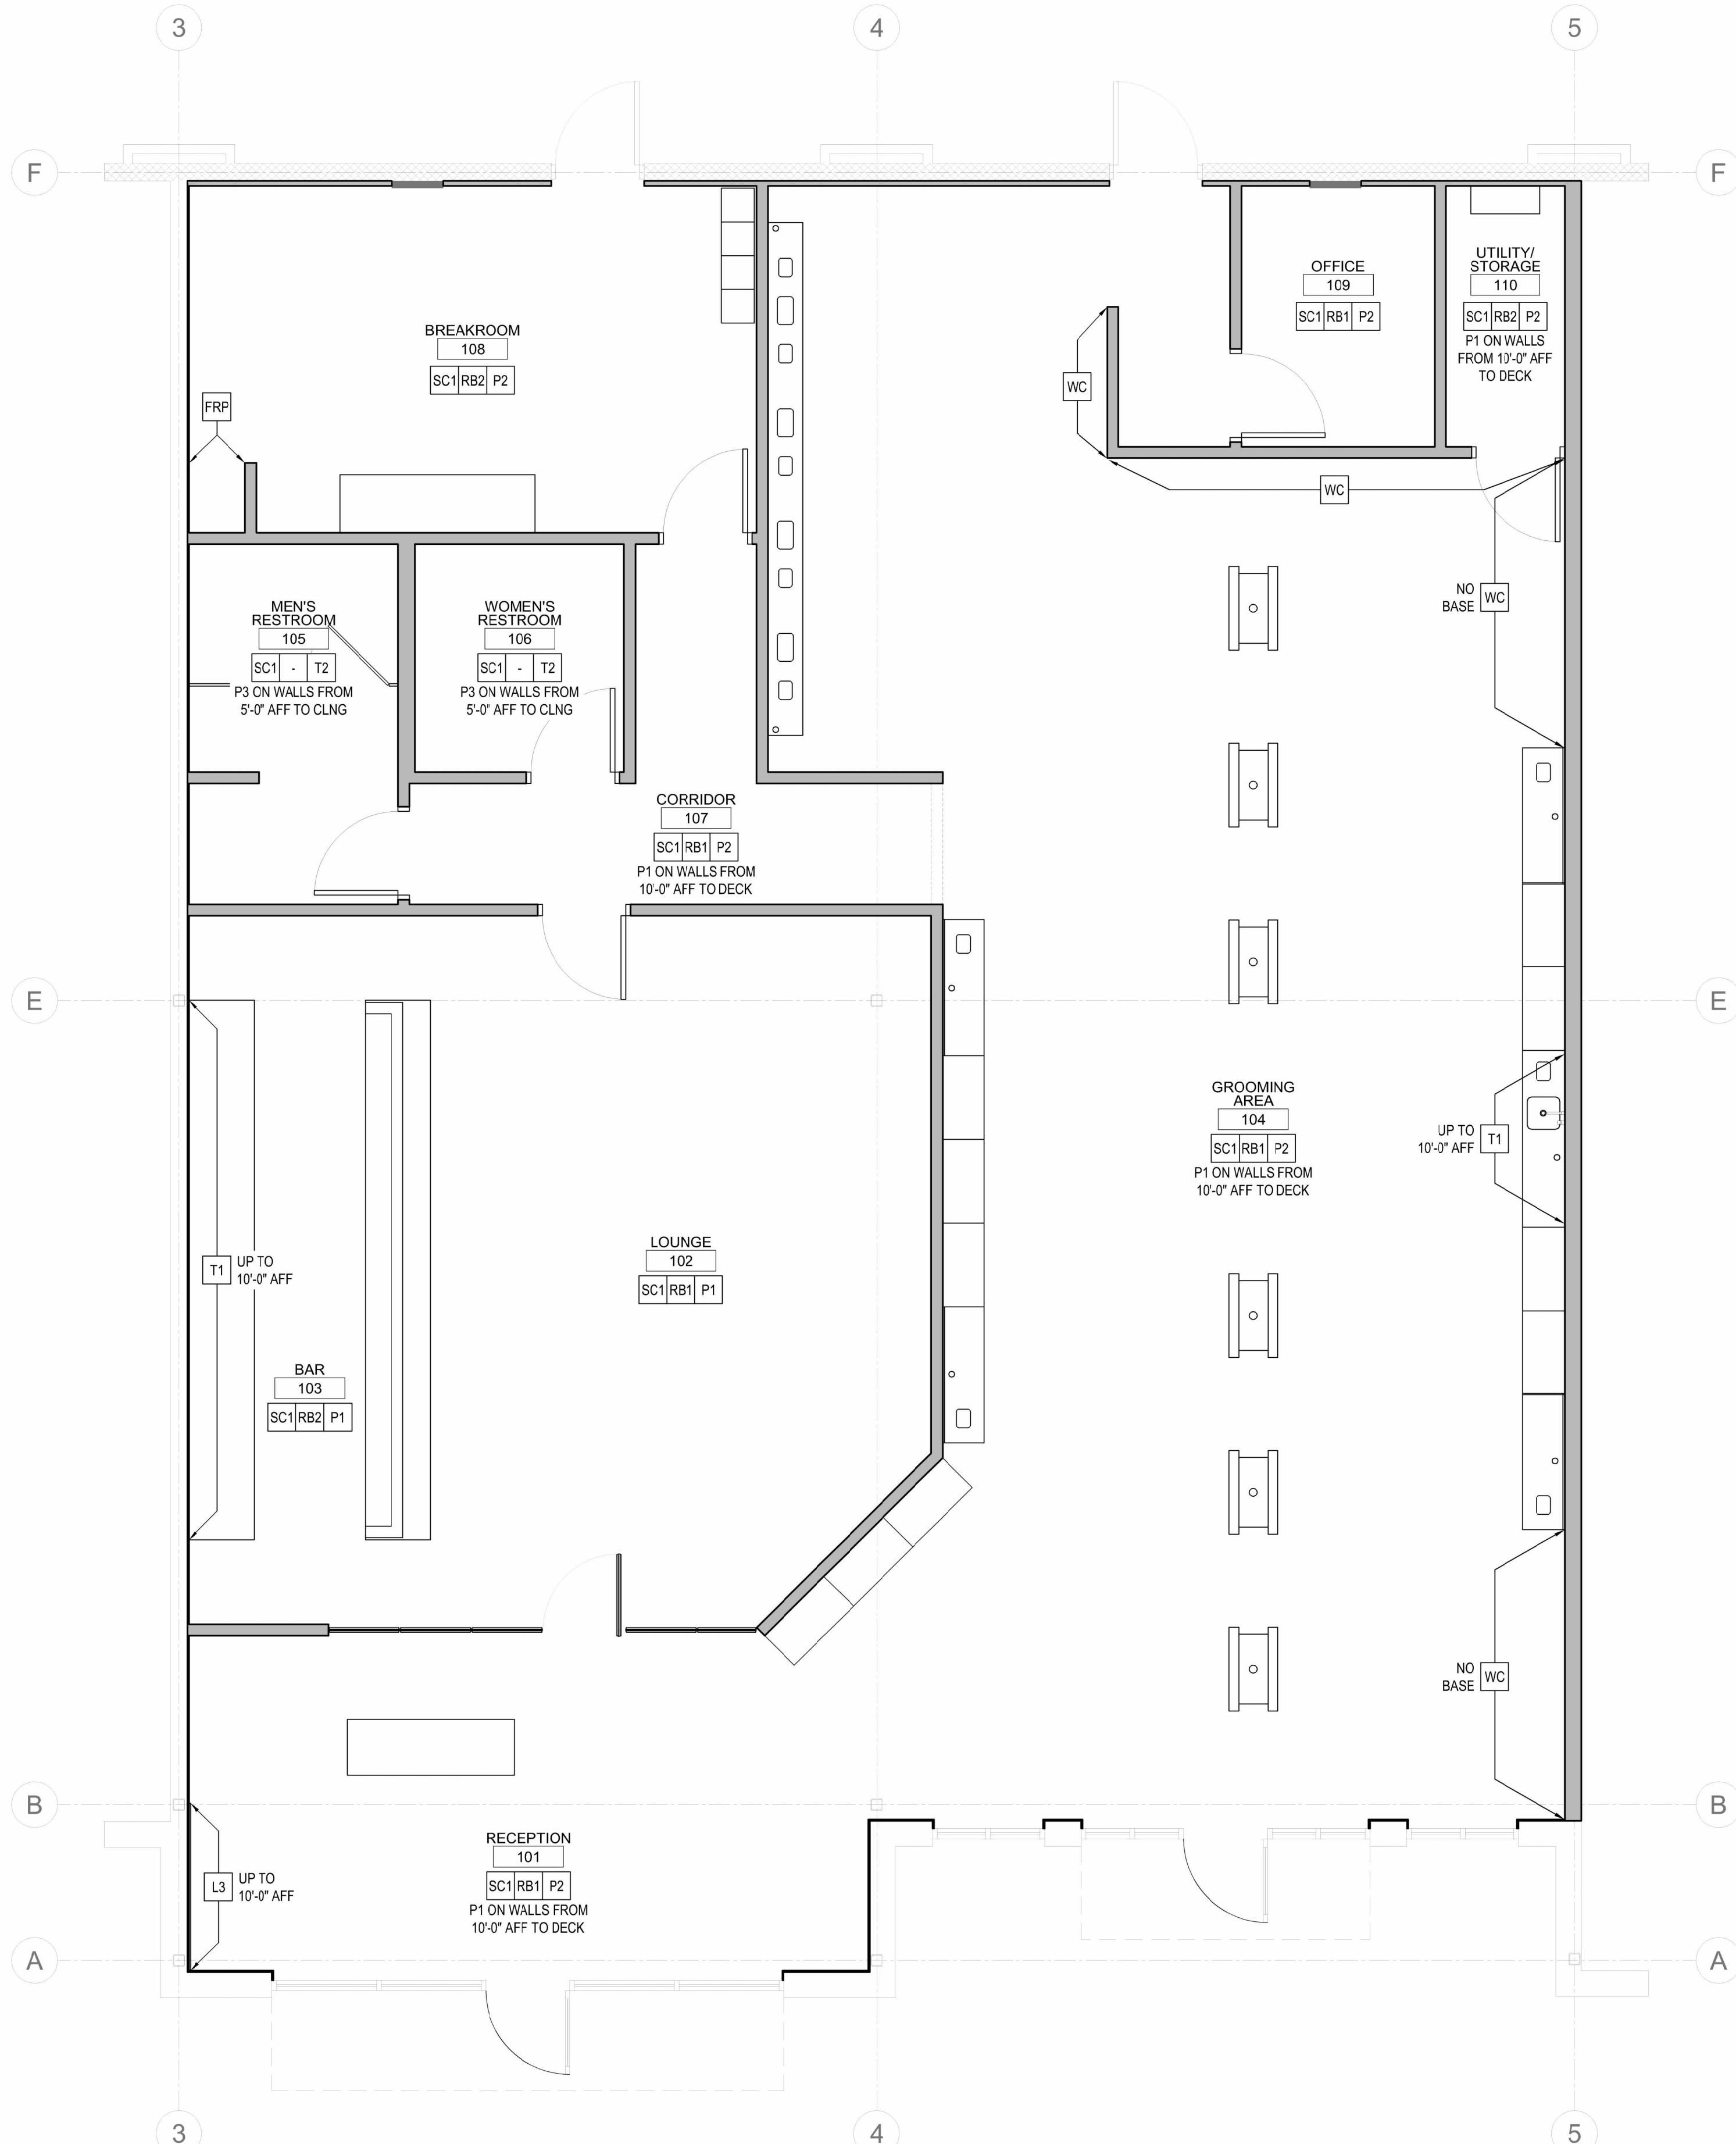 3
4
5
F
F
OFFICE
109
SC1 RB1 P2
UTILITY/
STORAGE
110
SC1 RB2 P2
P1 ON WALLS
FROM 10'-0" AFF
TO DECK
BREAKROOM
108
SC1 RB2 P2
WC
FRP
WC
NO
BASE
WC
MEN'S
RESTROOM
105
SC1 - T2
P3 ON WALLS FROM
5'-0" AFF TO CLNG
WOMEN'S
RESTROOM
106
SC1 - T2
P3 ON WALLS FROM
5'-0" AFF TO CLNG
CORRIDOR
107
SC1 RB1 P2
P1 ON WALLS FROM
10'-0" AFF TO DECK
E
E
GROOMING
AREA
104
SC1 RB1 P2
P1 ON WALLS FROM
10'-0" AFF TO DECK
UP TO
10'-0" AFF
T1
LOUNGE
102
SC1 RB1 P1
T1
UP TO
10'-0" AFF
BAR
103
SC1 RB2 P1
NO
BASE
WC
B
B
RECEPTION
101
SC1 RB1 P2
P1 ON WALLS FROM
10'-0" AFF TO DECK
L3
UP TO
10'-0" AFF
A
A
3
4
5